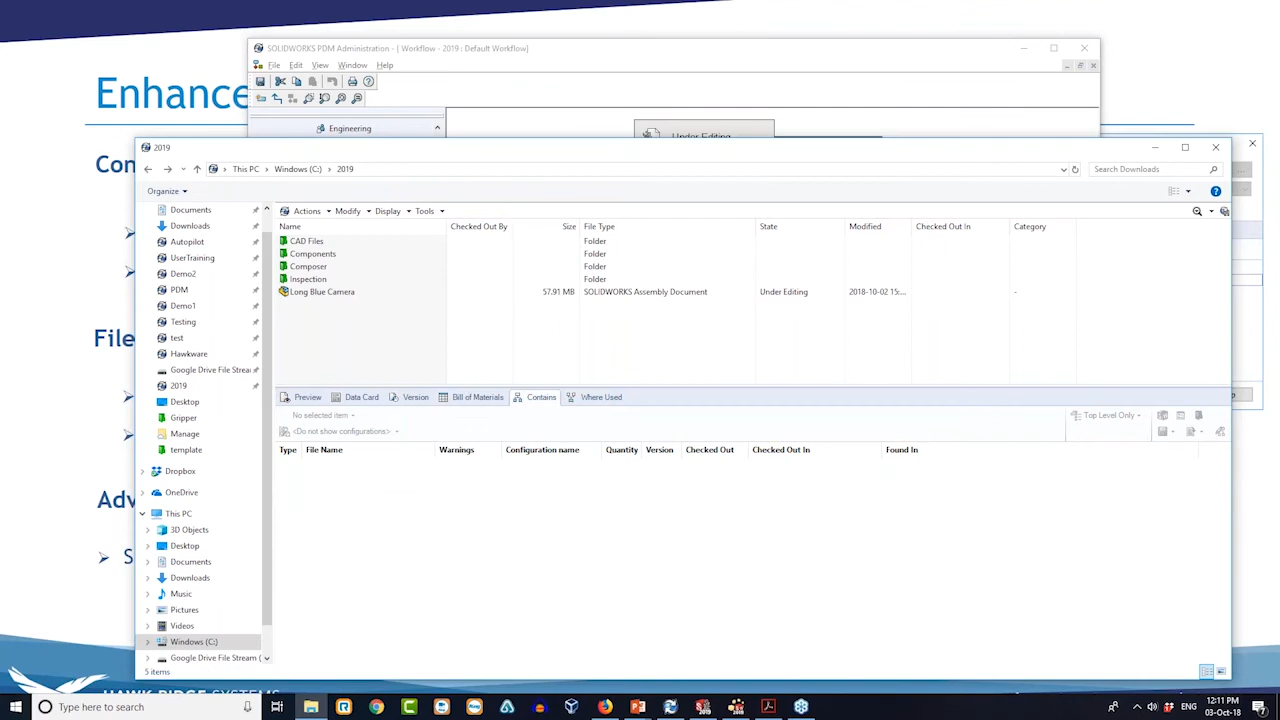 SOLIDWORKS PDM Administration - [ Workflow - 2019 : Default Workflow]
File Edit View Window Help
Enhance
Engineering
Under Editing
Con
File
Adv
S
2019
This PC > Windows (C:) > 2019
Search Downloads
Organize
Documents
Downloads
Autopilot
UserTraining
Demo2
PDM
Demo1
Testing
test
Hawkware
Google Drive File Strea
2019
Desktop
Gripper
Manage
template
Dropbox
OneDrive
This PC
3D Objects
Desktop
Documents
Downloads
Music
Pictures
Videos
Windows (C:)
Google Drive File Stream (
5 items
Actions Modify Display Tools
Name Checked Out By Size File Type State Modified Checked Out In Category
CAD Files Folder
Components Folder
Composer Folder
Inspection Folder
Long Blue Camera 57.91 MB SOLIDWORKS Assembly Document Under Editing 2018-10-02 15:... -
Preview Data Card Version Bill of Materials Contains Where Used
No selected item Top Level Only
<Do not show configurations>
Type File Name Warnings Configuration name Quantity Version Checked Out Checked Out In Found In
HAWK RIDGE SYSTEMS
Type here to search
12:11 PM
03-Oct-18